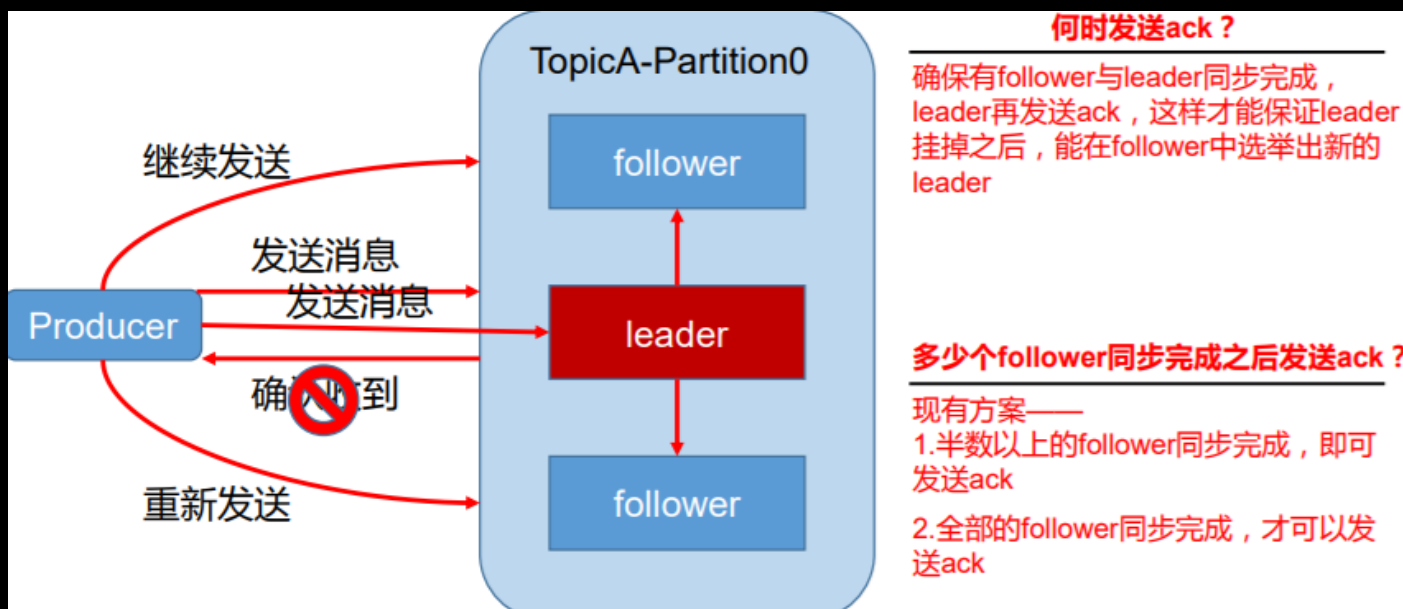 何时发送ack？
TopicA-Partition0
确保有follower与leader同步完成，
leader再发送ack，这样才能保证leader
挂掉之后，能在follower中选举出新的
leader
继续发送
follower
发送消息
发送消息
Producer
leader
多少个follower同步完成之后发送ack？
确认收到
现有方案——
1.半数以上的follower同步完成，即可
发送ack
重新发送
follower
2.全部的follower同步完成，才可以发
送ack